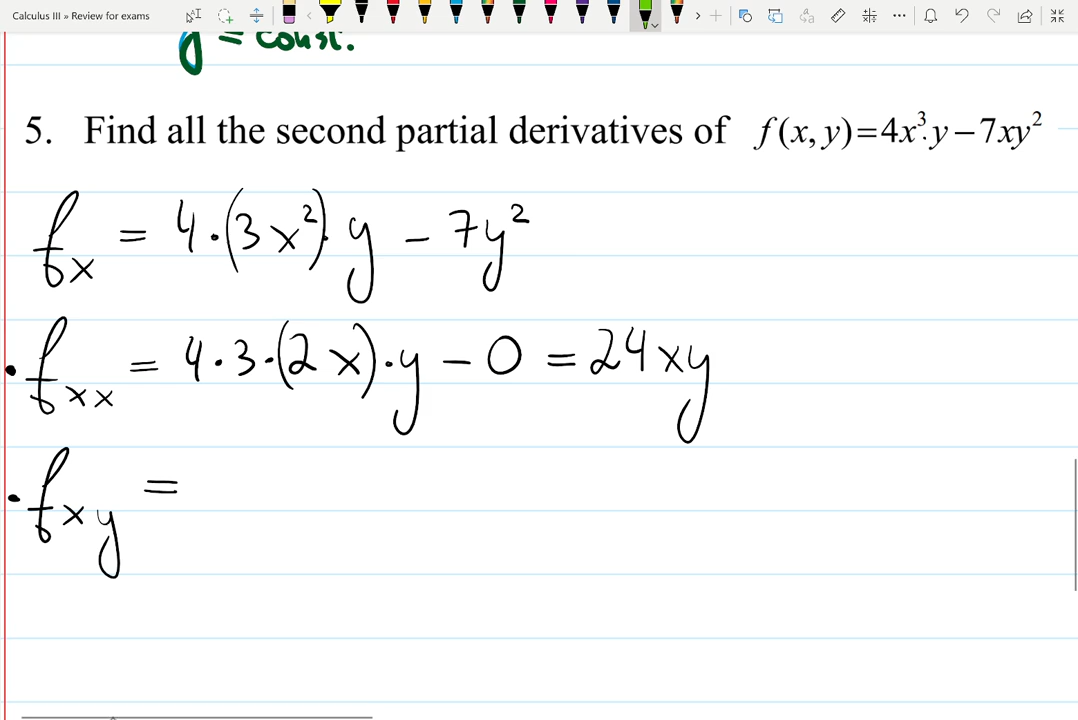 Calculus III » Review for exams
y = const.
5. Find all the second partial derivatives of f(x, y)=4x³·y−7xy²
fx = 4·(3x²)·y − 7y²
·fxx = 4·3·(2x)·y − 0 = 24xy
·fxy =